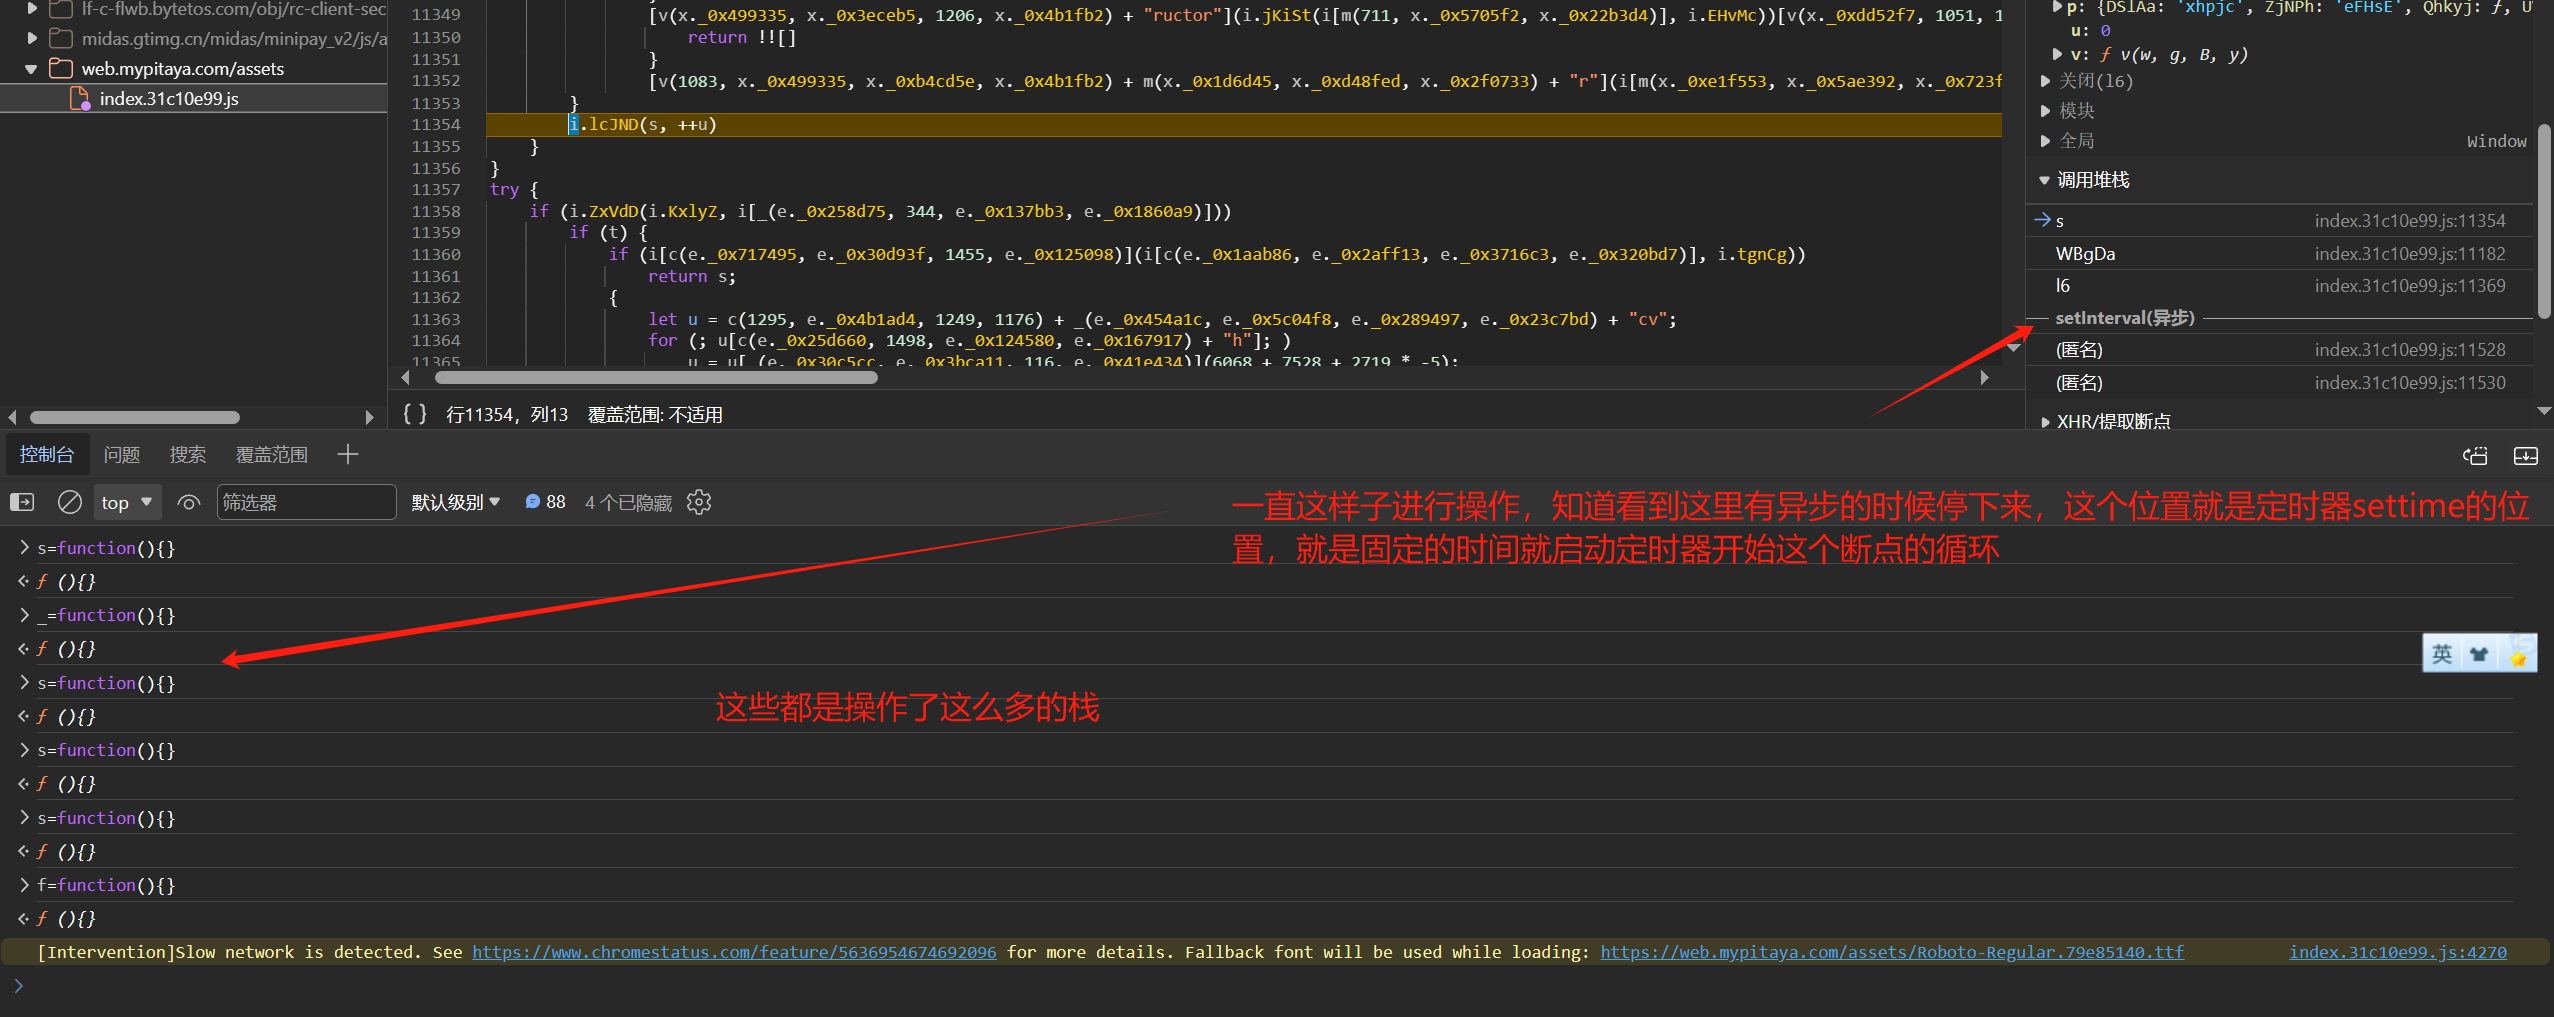 lf-c-flwb.bytetos.com/obj/rc-client-sec
midas.gtimg.cn/midas/minipay_v2/js/a
web.mypitaya.com/assets
index.31c10e99.js
11349 [v(x._0x499335, x._0x3eceb5, 1206, x._0x4b1fb2) + "ructor"](i.jKiSt(i[m(711, x._0x5705f2, x._0x22b3d4)], i.EHvMc))[v(x._0xdd52f7, 1051, 1
11350 return !![]
11351 }
11352 [v(1083, x._0x499335, x._0xb4cd5e, x._0x4b1fb2) + m(x._0x1d6d45, x._0xd48fed, x._0x2f0733) + "r"](i[m(x._0xe1f553, x._0x5ae392, x._0x723f
11353 }
11354 i.lcJND(s, ++u)
11355 }
11356 }
11357 try {
11358 if (i.ZxVdD(i.KxlyZ, i[_(e._0x258d75, 344, e._0x137bb3, e._0x1860a9)]))
11359 if (t) {
11360 if (i[c(e._0x717495, e._0x30d93f, 1455, e._0x125098)](i[c(e._0x1aab86, e._0x2aff13, e._0x3716c3, e._0x320bd7)], i.tgnCg))
11361 return s;
11362 {
11363 let u = c(1295, e._0x4b1ad4, 1249, 1176) + _(e._0x454a1c, e._0x5c04f8, e._0x289497, e._0x23c7bd) + "cv";
11364 for (; u[c(e._0x25d660, 1498, e._0x124580, e._0x167917) + "h"]; )
11365 u = u[_(e._0x30c5cc, e._0x3bca11, 116, e._0x41e434)](6068 + 7528 + 2719 * -5);
{ } 行11354，列13 覆盖范围: 不适用
p: {DSlAa: 'xhpjc', ZjNPh: 'eFHsE', Qhkyj: ƒ, U
u: 0
v: ƒ v(w, g, B, y)
关闭(l6)
模块
全局 Window
调用堆栈
s index.31c10e99.js:11354
WBgDa index.31c10e99.js:11182
l6 index.31c10e99.js:11369
setInterval(异步)
(匿名) index.31c10e99.js:11528
(匿名) index.31c10e99.js:11530
XHR/提取断点
控制台 问题 搜索 覆盖范围
top 筛选器 默认级别 88 4 个已隐藏
一直这样子进行操作，知道看到这里有异步的时候停下来，这个位置就是定时器settime的位
置，就是固定的时间就启动定时器开始这个断点的循环
s=function(){}
ƒ (){}
_=function(){}
ƒ (){}
s=function(){}
这些都是操作了这么多的栈
ƒ (){}
s=function(){}
ƒ (){}
s=function(){}
ƒ (){}
f=function(){}
ƒ (){}
英
[Intervention]Slow network is detected. See https://www.chromestatus.com/feature/5636954674692096 for more details. Fallback font will be used while loading: https://web.mypitaya.com/assets/Roboto-Regular.79e85140.ttf index.31c10e99.js:4270